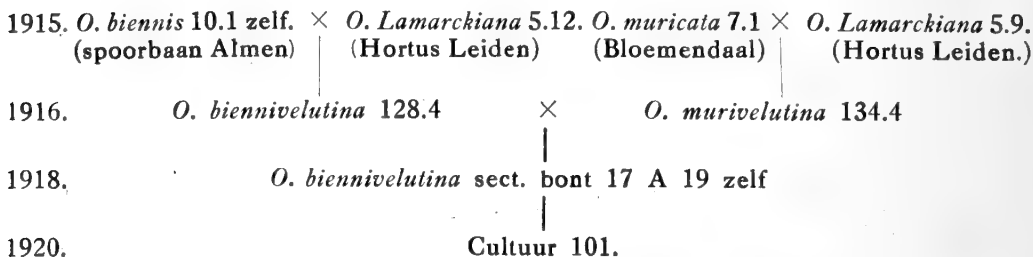 1915. O. biennis 10.1 zelf. × O. Lamarckiana 5.12. O. muricata 7.1 × O. Lamarckiana 5.9.
(spoorbaan Almen) (Hortus Leiden) (Bloemendaal) (Hortus Leiden.)
1916. O. biennivelutina 128.4 × O. murivelutina 134.4
1918. O. biennivelutina sect. bont 17 A 19 zelf
1920. Cultuur 101.